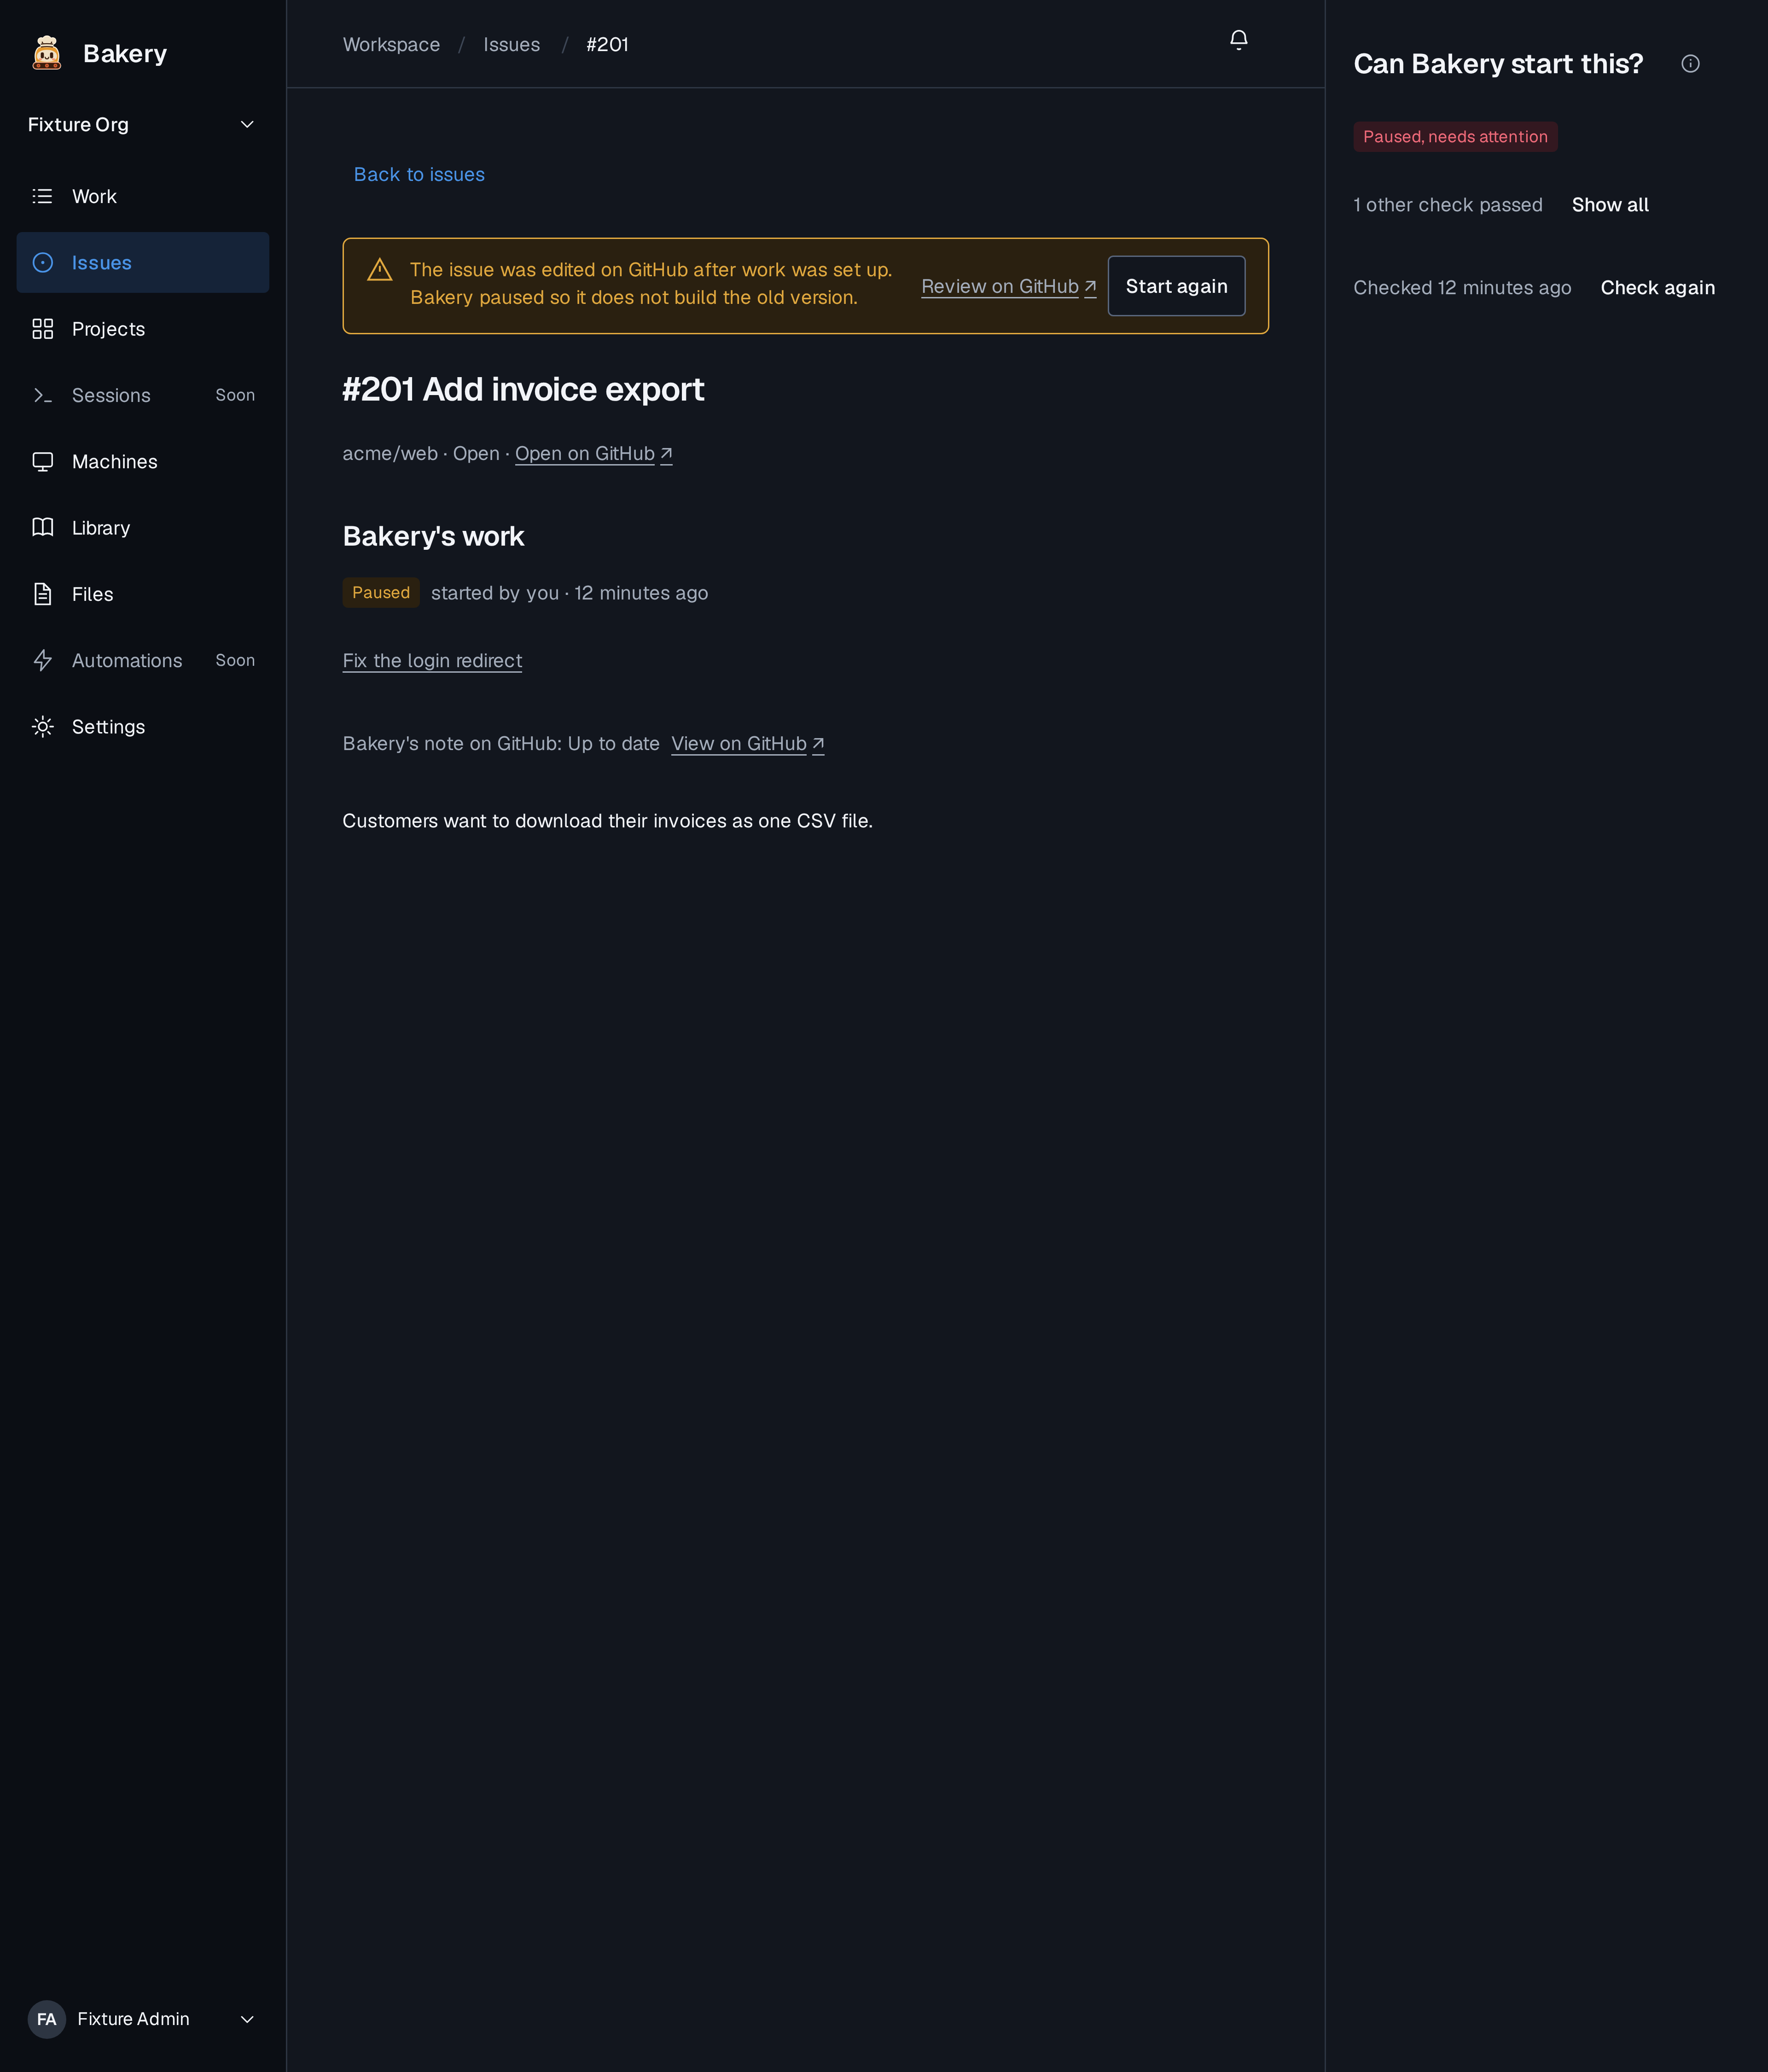 Bakery
Fixture Org
Work
Issues
Projects
Sessions Soon
Machines
Library
Files
Automations Soon
Settings
FA Fixture Admin
Workspace / Issues / #201
Back to issues
The issue was edited on GitHub after work was set up.
Bakery paused so it does not build the old version.
Review on GitHub ↗
Start again
#201 Add invoice export
acme/web · Open · Open on GitHub ↗
Bakery's work
Paused started by you · 12 minutes ago
Fix the login redirect
Bakery's note on GitHub: Up to date View on GitHub ↗
Customers want to download their invoices as one CSV file.
Can Bakery start this?
Paused, needs attention
1 other check passed Show all
Checked 12 minutes ago Check again